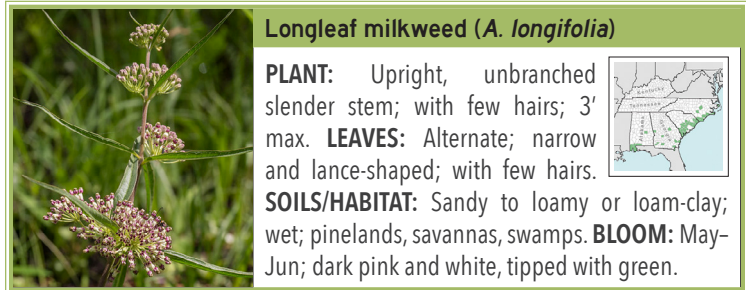 Longleaf milkweed (A. longifolia)
PLANT: Upright, unbranched
slender stem; with few hairs; 3′
max. LEAVES: Alternate; narrow
and lance-shaped; with few hairs.
SOILS/HABITAT: Sandy to loamy or loam-clay;
wet; pinelands, savannas, swamps. BLOOM: May–
Jun; dark pink and white, tipped with green.
Kentucky
Tennessee